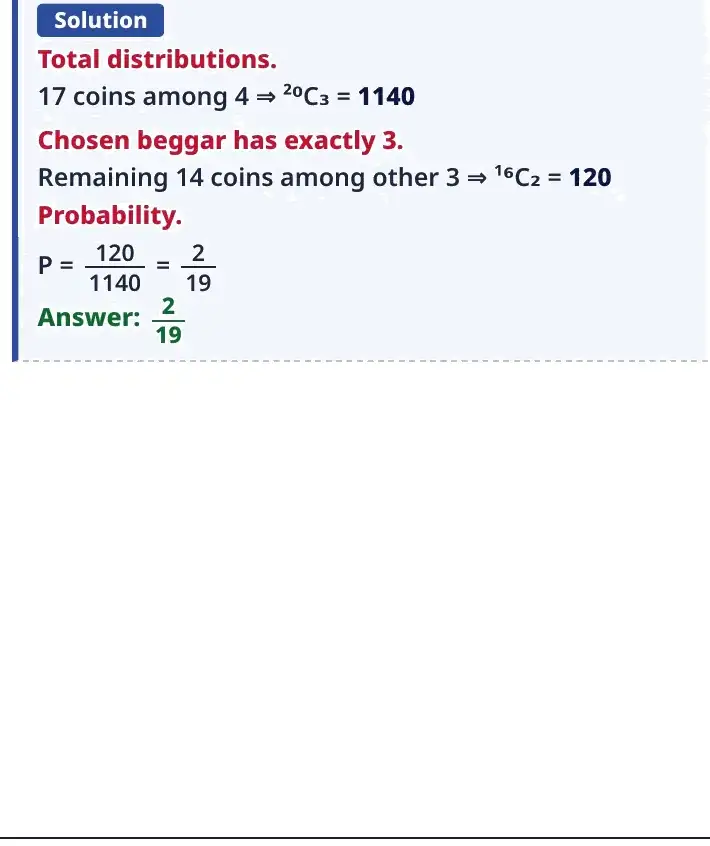 Solution
Total distributions.
17 coins among 4 ⇒ ²⁰C₃ = 1140
Chosen beggar has exactly 3.
Remaining 14 coins among other 3 ⇒ ¹⁶C₂ = 120
Probability.
P = 120/1140 = 2/19
Answer: 2/19